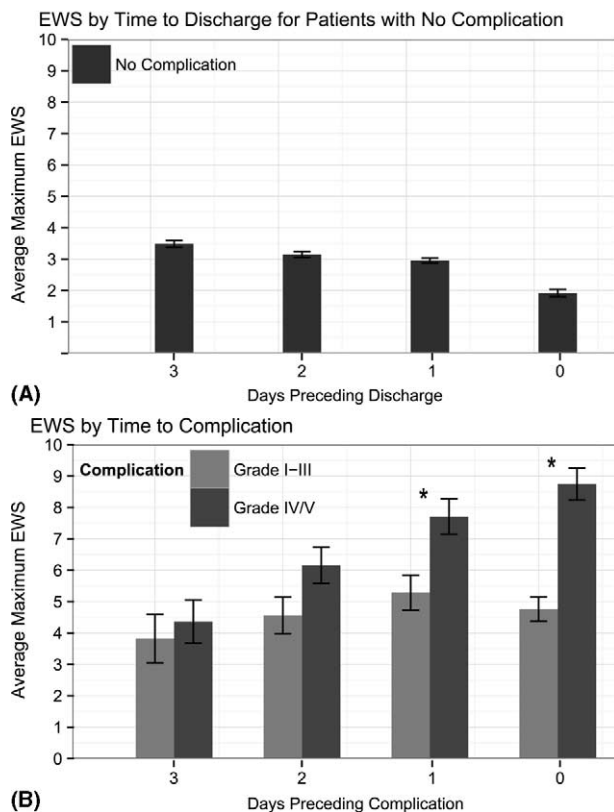 EWS by Time to Discharge for Patients with No Complication
No Complication
Average Maximum EWS
10
9
8
7
6
5
4
3
2
1
3 2 1 0
Days Preceding Discharge
(A)
EWS by Time to Complication
Complication
Grade I–III
Grade IV/V
Average Maximum EWS
10
9
8
7
6
5
4
3
2
1
0
* *
3 2 1 0
Days Preceding Complication
(B)